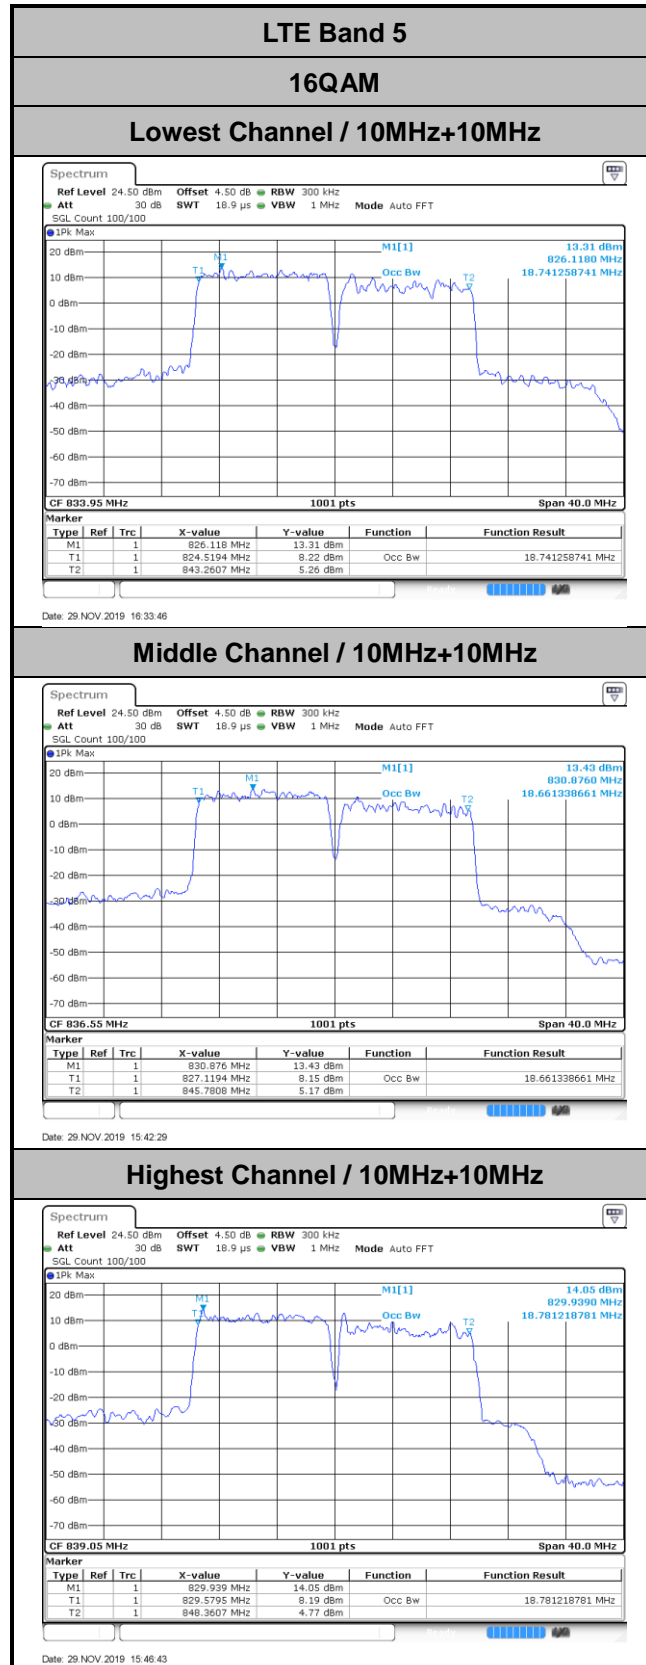 LTE Band 5
16QAM
Lowest Channel / 10MHz+10MHz
Spectrum
Ref Level 24.50 dBm Offset 4.50 dB RBW 300 kHz
Att 30 dB SWT 18.9 µs VBW 1 MHz Mode Auto FFT
SGL Count 100/100
1Pk Max
M1[1] 13.31 dBm
826.1180 MHz
Occ Bw 18.741258741 MHz
20 dBm
10 dBm
0 dBm
-10 dBm
-20 dBm
-30 dBm
-40 dBm
-50 dBm
-60 dBm
-70 dBm
M1
T1
T2
CF 833.95 MHz 1001 pts Span 40.0 MHz
Marker
Type Ref Trc X-value Y-value Function Function Result
M1 1 826.118 MHz 13.31 dBm
T1 1 824.5194 MHz 8.22 dBm Occ Bw 18.741258741 MHz
T2 1 843.2607 MHz 5.26 dBm
Date: 29.NOV.2019 16:33:46
Middle Channel / 10MHz+10MHz
Spectrum
Ref Level 24.50 dBm Offset 4.50 dB RBW 300 kHz
Att 30 dB SWT 18.9 µs VBW 1 MHz Mode Auto FFT
SGL Count 100/100
1Pk Max
M1[1] 13.43 dBm
830.8760 MHz
Occ Bw 18.661338661 MHz
20 dBm
10 dBm
0 dBm
-10 dBm
-20 dBm
-30 dBm
-40 dBm
-50 dBm
-60 dBm
-70 dBm
M1
T1
T2
CF 836.55 MHz 1001 pts Span 40.0 MHz
Marker
Type Ref Trc X-value Y-value Function Function Result
M1 1 830.876 MHz 13.43 dBm
T1 1 827.1194 MHz 8.15 dBm Occ Bw 18.661338661 MHz
T2 1 845.7808 MHz 5.17 dBm
Date: 29.NOV.2019 15:42:29
Highest Channel / 10MHz+10MHz
Spectrum
Ref Level 24.50 dBm Offset 4.50 dB RBW 300 kHz
Att 30 dB SWT 18.9 µs VBW 1 MHz Mode Auto FFT
SGL Count 100/100
1Pk Max
M1[1] 14.05 dBm
829.9390 MHz
Occ Bw 18.781218781 MHz
20 dBm
10 dBm
0 dBm
-10 dBm
-20 dBm
-30 dBm
-40 dBm
-50 dBm
-60 dBm
-70 dBm
M1
T1
T2
CF 839.05 MHz 1001 pts Span 40.0 MHz
Marker
Type Ref Trc X-value Y-value Function Function Result
M1 1 829.939 MHz 14.05 dBm
T1 1 829.5795 MHz 8.19 dBm Occ Bw 18.781218781 MHz
T2 1 848.3607 MHz 4.77 dBm
Date: 29.NOV.2019 15:46:43